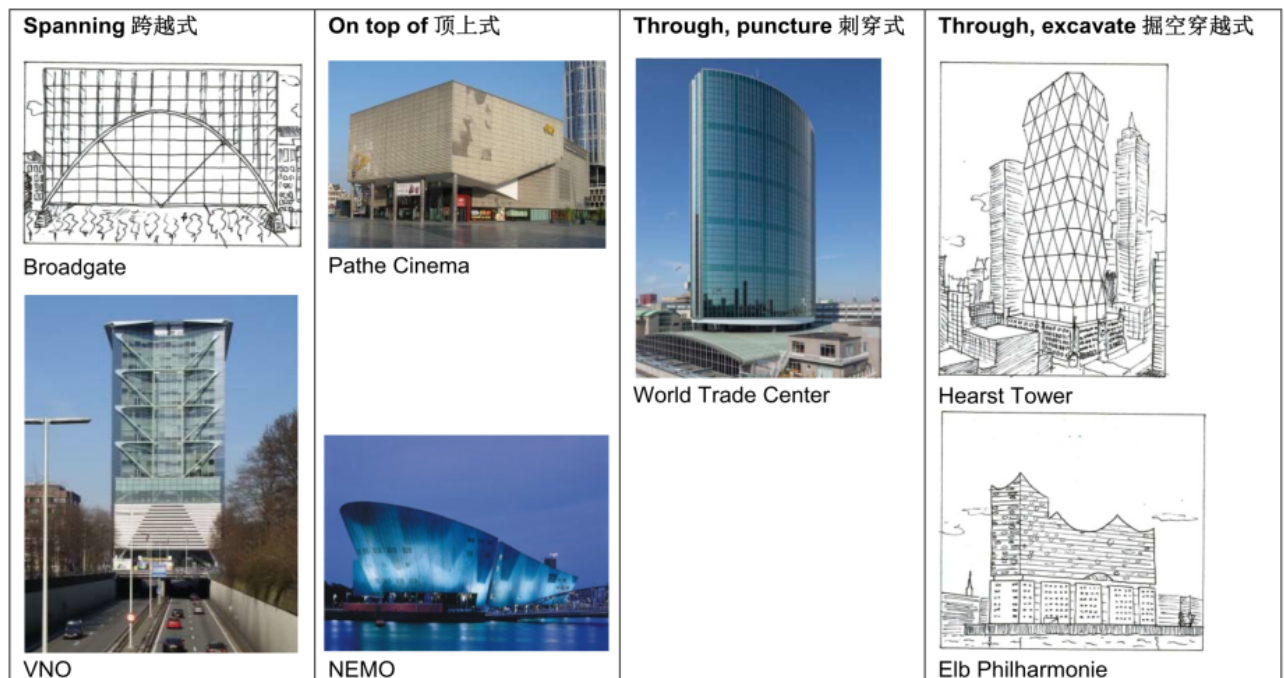 Spanning 跨越式
Broadgate
VNO
On top of 顶上式
Pathe Cinema
NEMO
Through, puncture 刺穿式
World Trade Center
Through, excavate 掘空穿越式
Hearst Tower
Elb Philharmonie